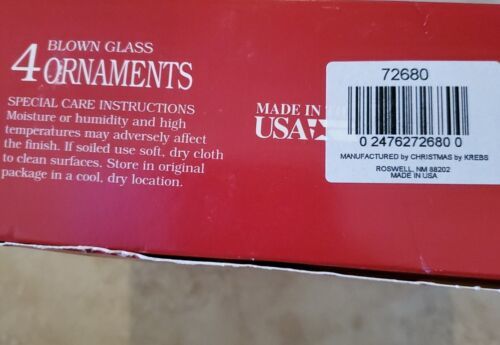 BLOWN GLASS
4 ORNAMENTS
SPECIAL CARE INSTRUCTIONS
Moisture or humidity and high
temperatures may adversely affect
the finish. If soiled use soft, dry cloth
to clean surfaces. Store in original
package in a cool, dry location.
MADE IN
USA
72680
0 2476272680 0
MANUFACTURED by CHRISTMAS by KREBS
ROSWELL, NM 88202
MADE IN USA